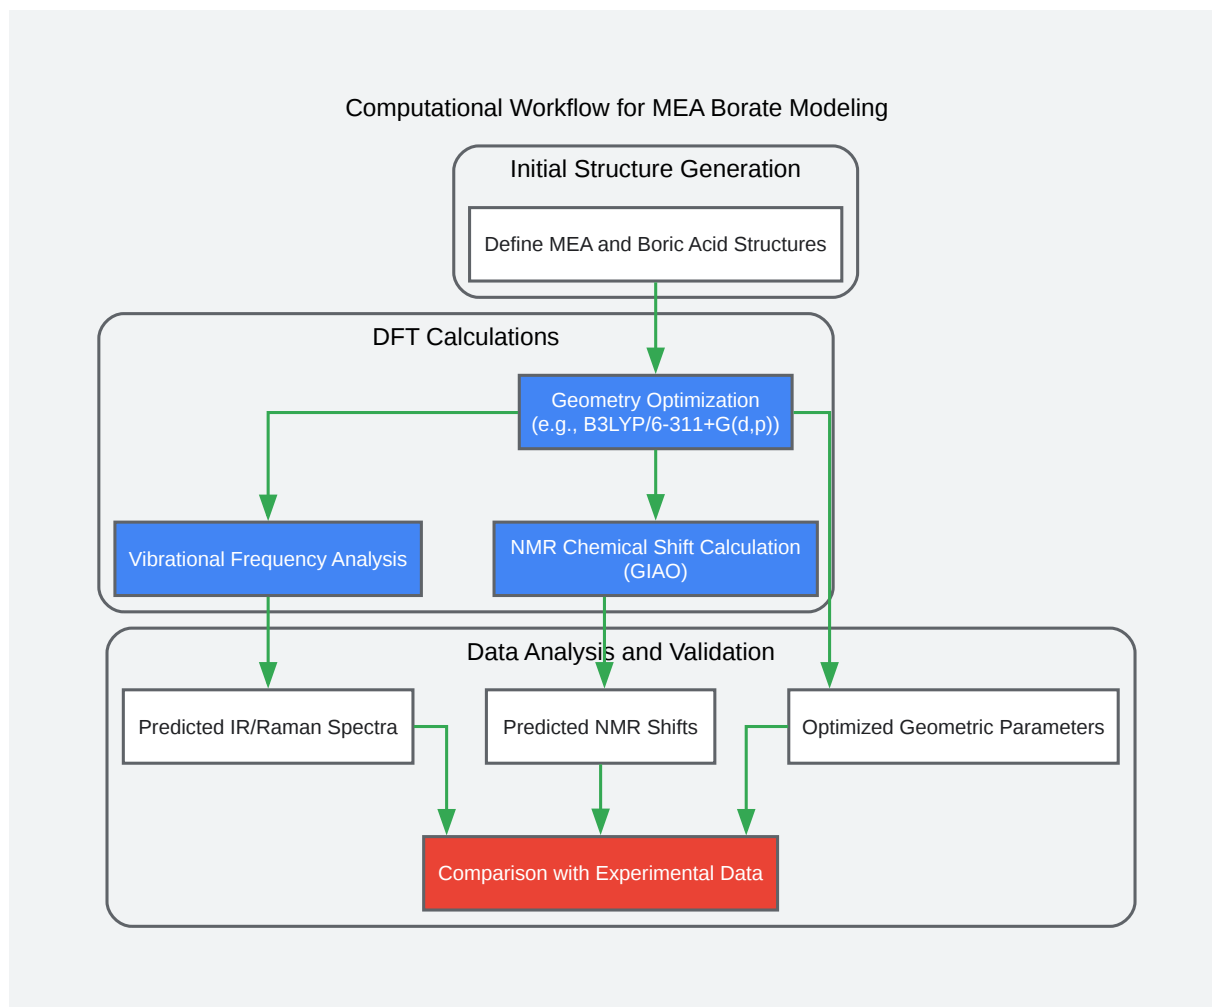 Computational Workflow for MEA Borate Modeling
Initial Structure Generation
Define MEA and Boric Acid Structures
DFT Calculations
Geometry Optimization
(e.g., B3LYP/6-311+G(d,p))
Vibrational Frequency Analysis
NMR Chemical Shift Calculation
(GIAO)
Data Analysis and Validation
Predicted IR/Raman Spectra
Predicted NMR Shifts
Optimized Geometric Parameters
Comparison with Experimental Data